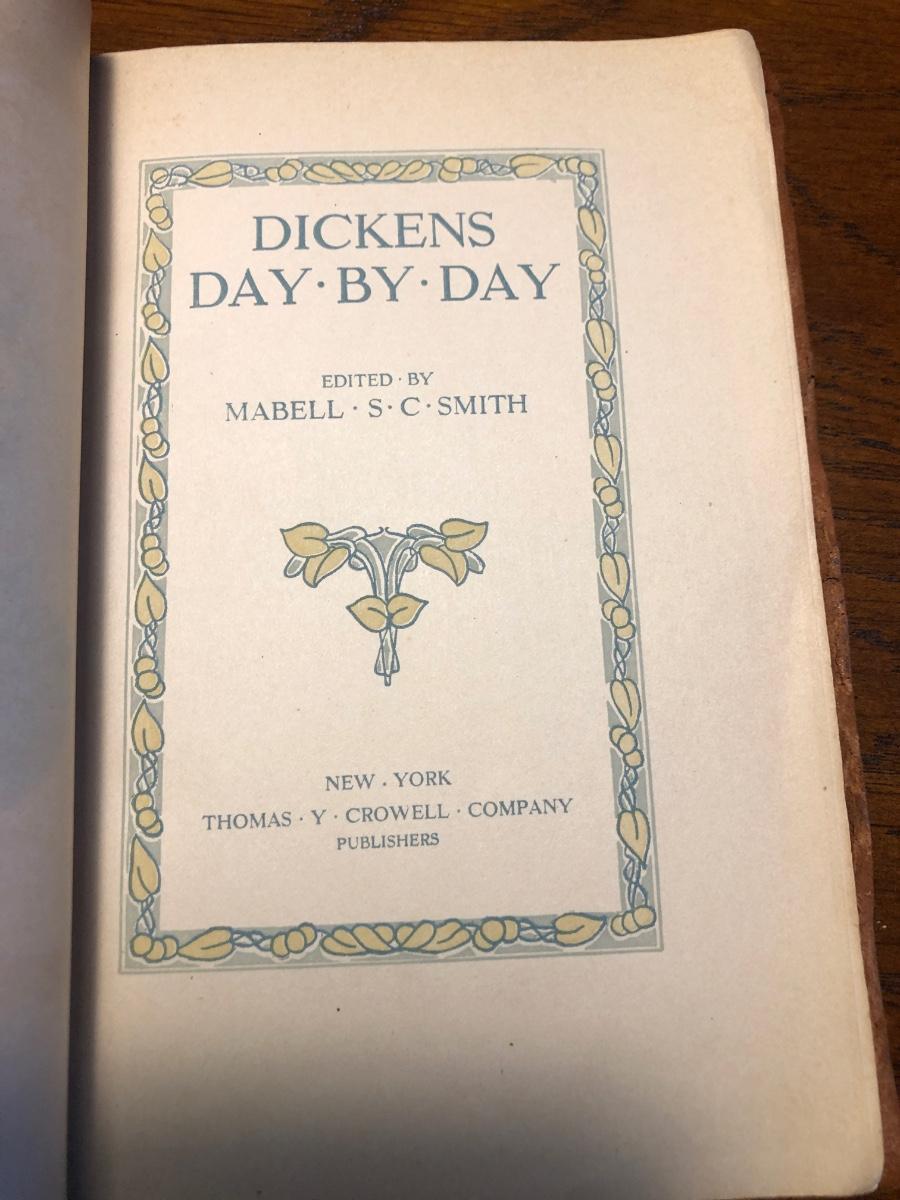 DICKENS
DAY·BY·DAY
EDITED·BY
MABELL·S·C·SMITH
NEW·YORK
THOMAS·Y·CROWELL·COMPANY
PUBLISHERS